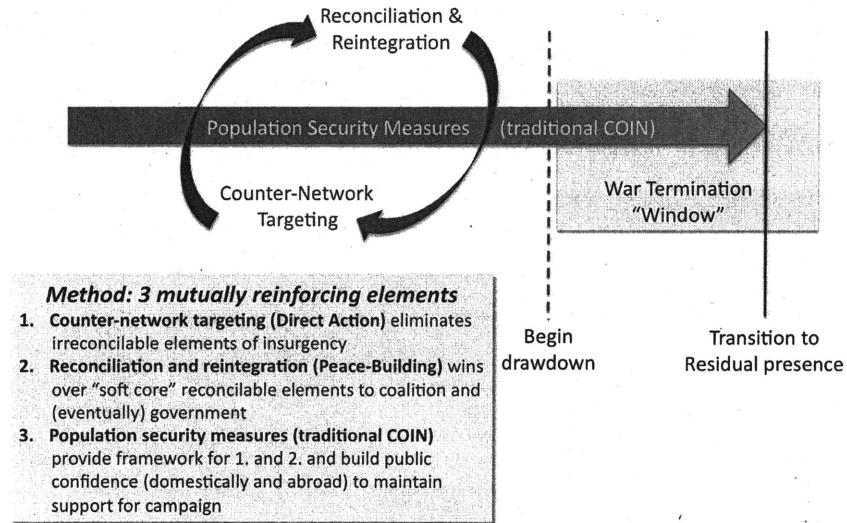 Reconciliation &
Reintegration
Population Security Measures (traditional COIN)
Counter-Network
Targeting
War Termination
“Window”
Begin
drawdown
Transition to
Residual presence
Method: 3 mutually reinforcing elements
1. Counter-network targeting (Direct Action) eliminates
irreconcilable elements of insurgency
2. Reconciliation and reintegration (Peace-Building) wins
over “soft core” reconcilable elements to coalition and
(eventually) government
3. Population security measures (traditional COIN)
provide framework for 1. and 2. and build public
confidence (domestically and abroad) to maintain
support for campaign